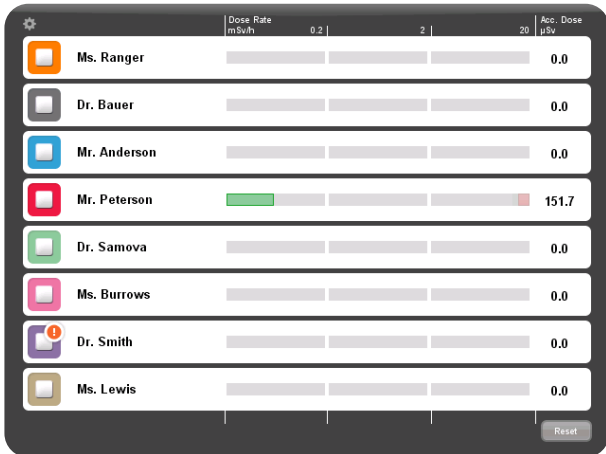 Dose Rate
mSv/h 0.2 2 20
Acc. Dose
µSv
Ms. Ranger 0.0
Dr. Bauer 0.0
Mr. Anderson 0.0
Mr. Peterson 151.7
Dr. Samova 0.0
Ms. Burrows 0.0
! Dr. Smith 0.0
Ms. Lewis 0.0
Reset